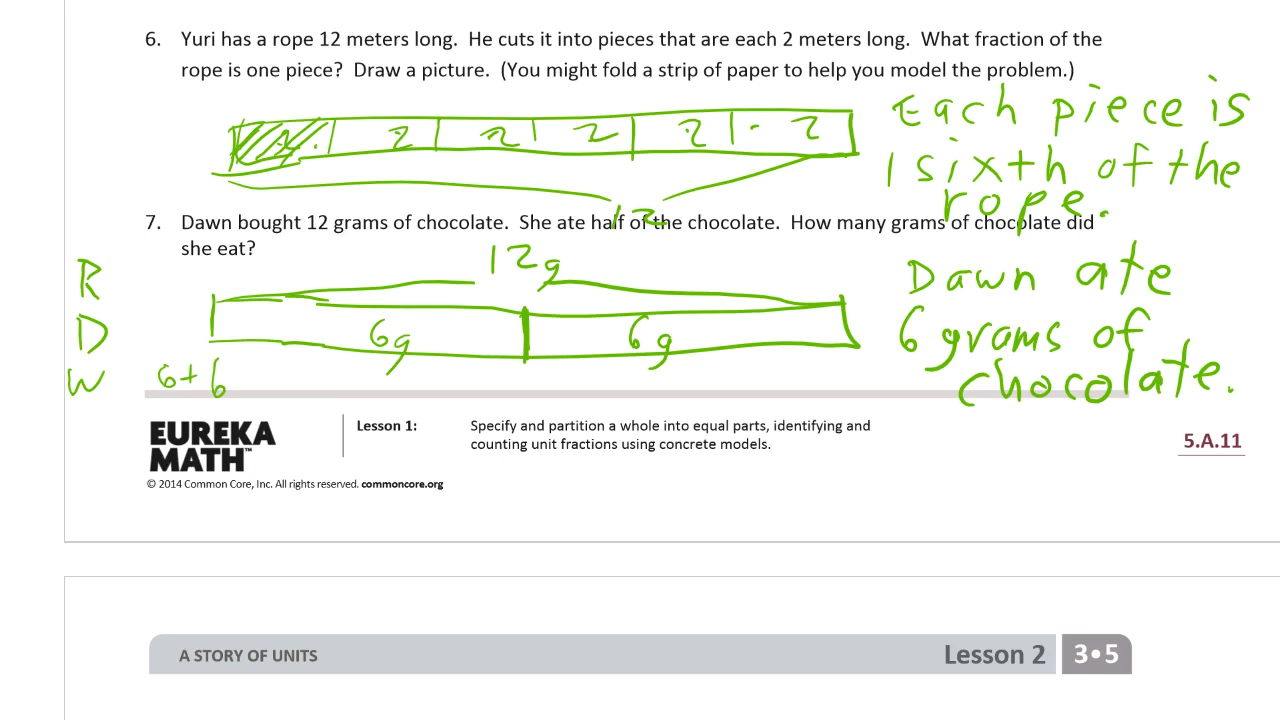 6. Yuri has a rope 12 meters long. He cuts it into pieces that are each 2 meters long. What fraction of the
rope is one piece? Draw a picture. (You might fold a strip of paper to help you model the problem.)
Each piece is
1 sixth of the
rope.
2 2 2 2 2
12
7. Dawn bought 12 grams of chocolate. She ate half of the chocolate. How many grams of chocolate did
she eat?
12g
R
D
W
6g 6g
6+6
Dawn ate
6 grams of
chocolate.
EUREKA
MATH™
Lesson 1: Specify and partition a whole into equal parts, identifying and
counting unit fractions using concrete models.
5.A.11
© 2014 Common Core, Inc. All rights reserved. commoncore.org
A STORY OF UNITS
Lesson 2 3•5